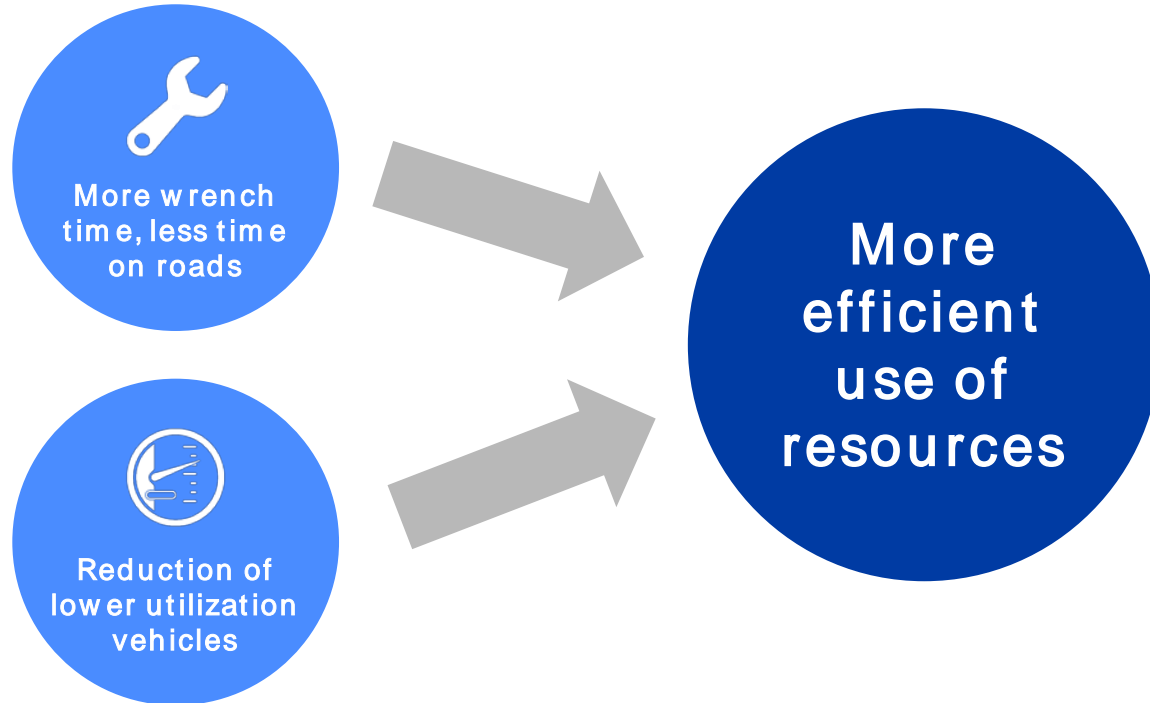 More wrench
time, less time
on roads
Reduction of
lower utilization
vehicles
More
efficient
use of
resources